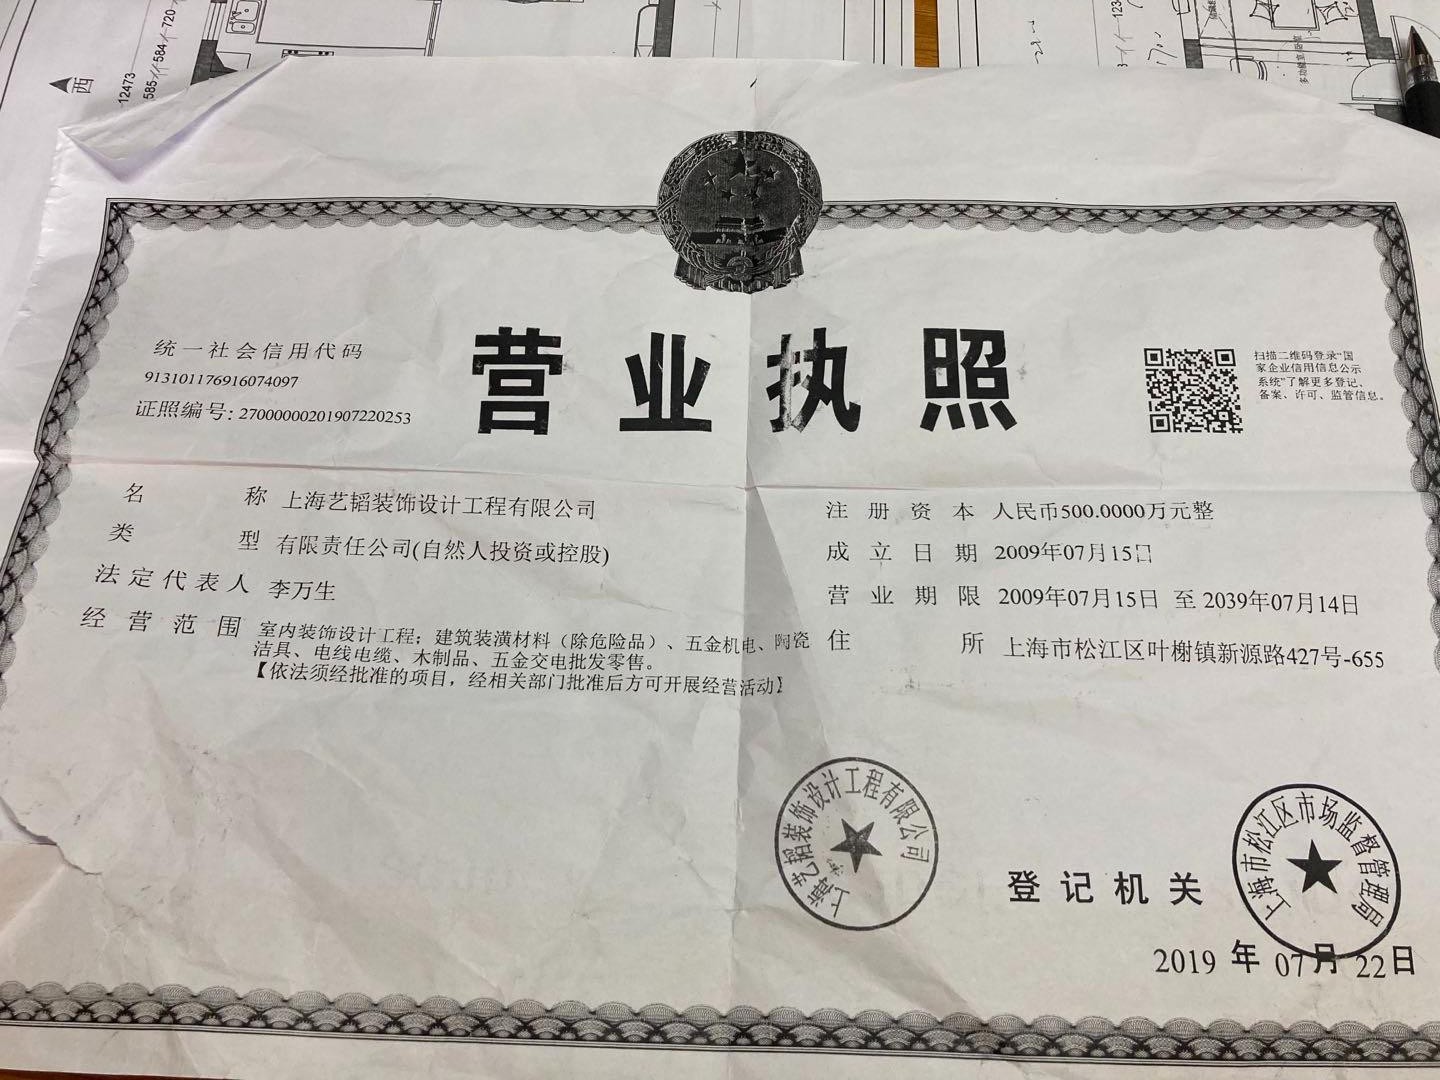 西
12473
585
584
720
123
1700
多功能
营业执照
统一社会信用代码
913101176916074097
证照编号:27000000201907220253
扫描二维码登录“国
家企业信用信息公示
系统”了解更多登记、
备案、许可、监管信息。
名 称 上海艺韬装饰设计工程有限公司
类 型 有限责任公司(自然人投资或控股)
法定代表人 李万生
经营范围 室内装饰设计工程;建筑装潢材料(除危险品)、五金机电、陶瓷
洁具、电线电缆、木制品、五金交电批发零售。
【依法须经批准的项目,经相关部门批准后方可开展经营活动】
注册资本 人民币500.0000万元整
成立日期 2009年07月15日
营业期限 2009年07月15日 至 2039年07月14日
住 所 上海市松江区叶榭镇新源路427号-655
上海艺韬装饰设计工程有限公司
登记机关
上海市松江区市场监督管理局
2019 年 07 月 22 日